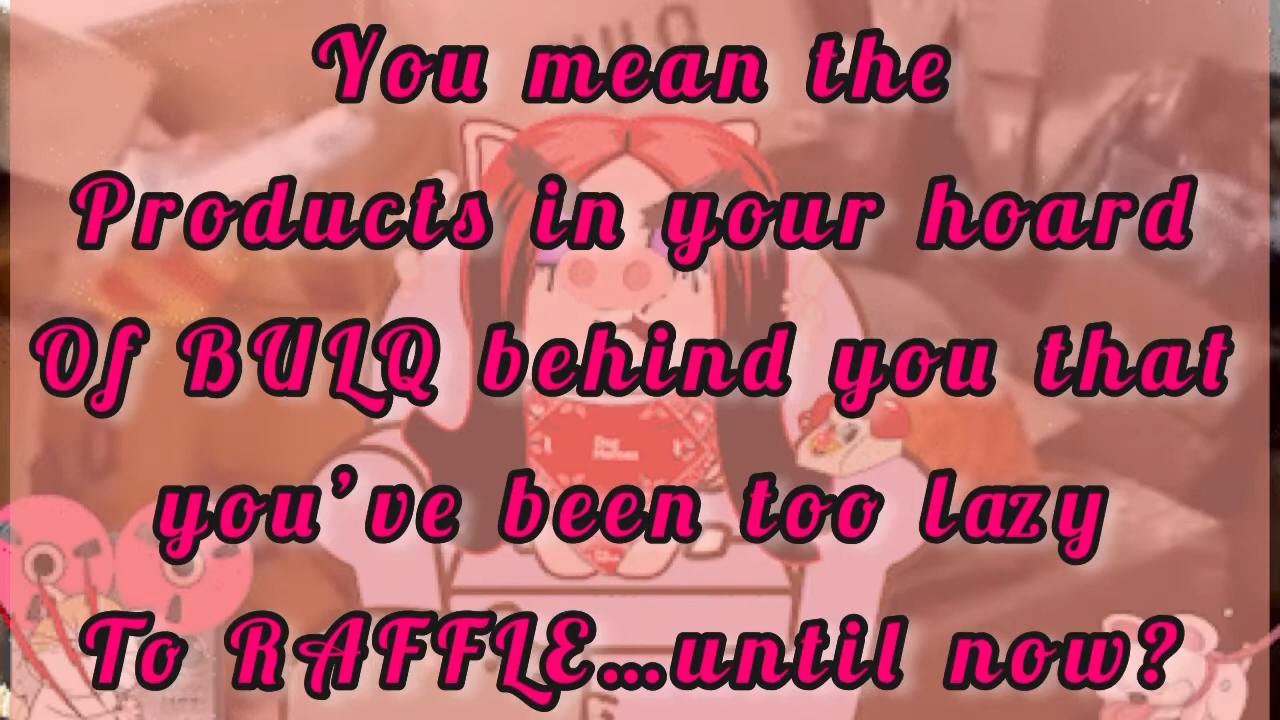 You mean the
Products in your hoard
Of BULQ behind you that
you've been too lazy
To RAFFLE...until now?